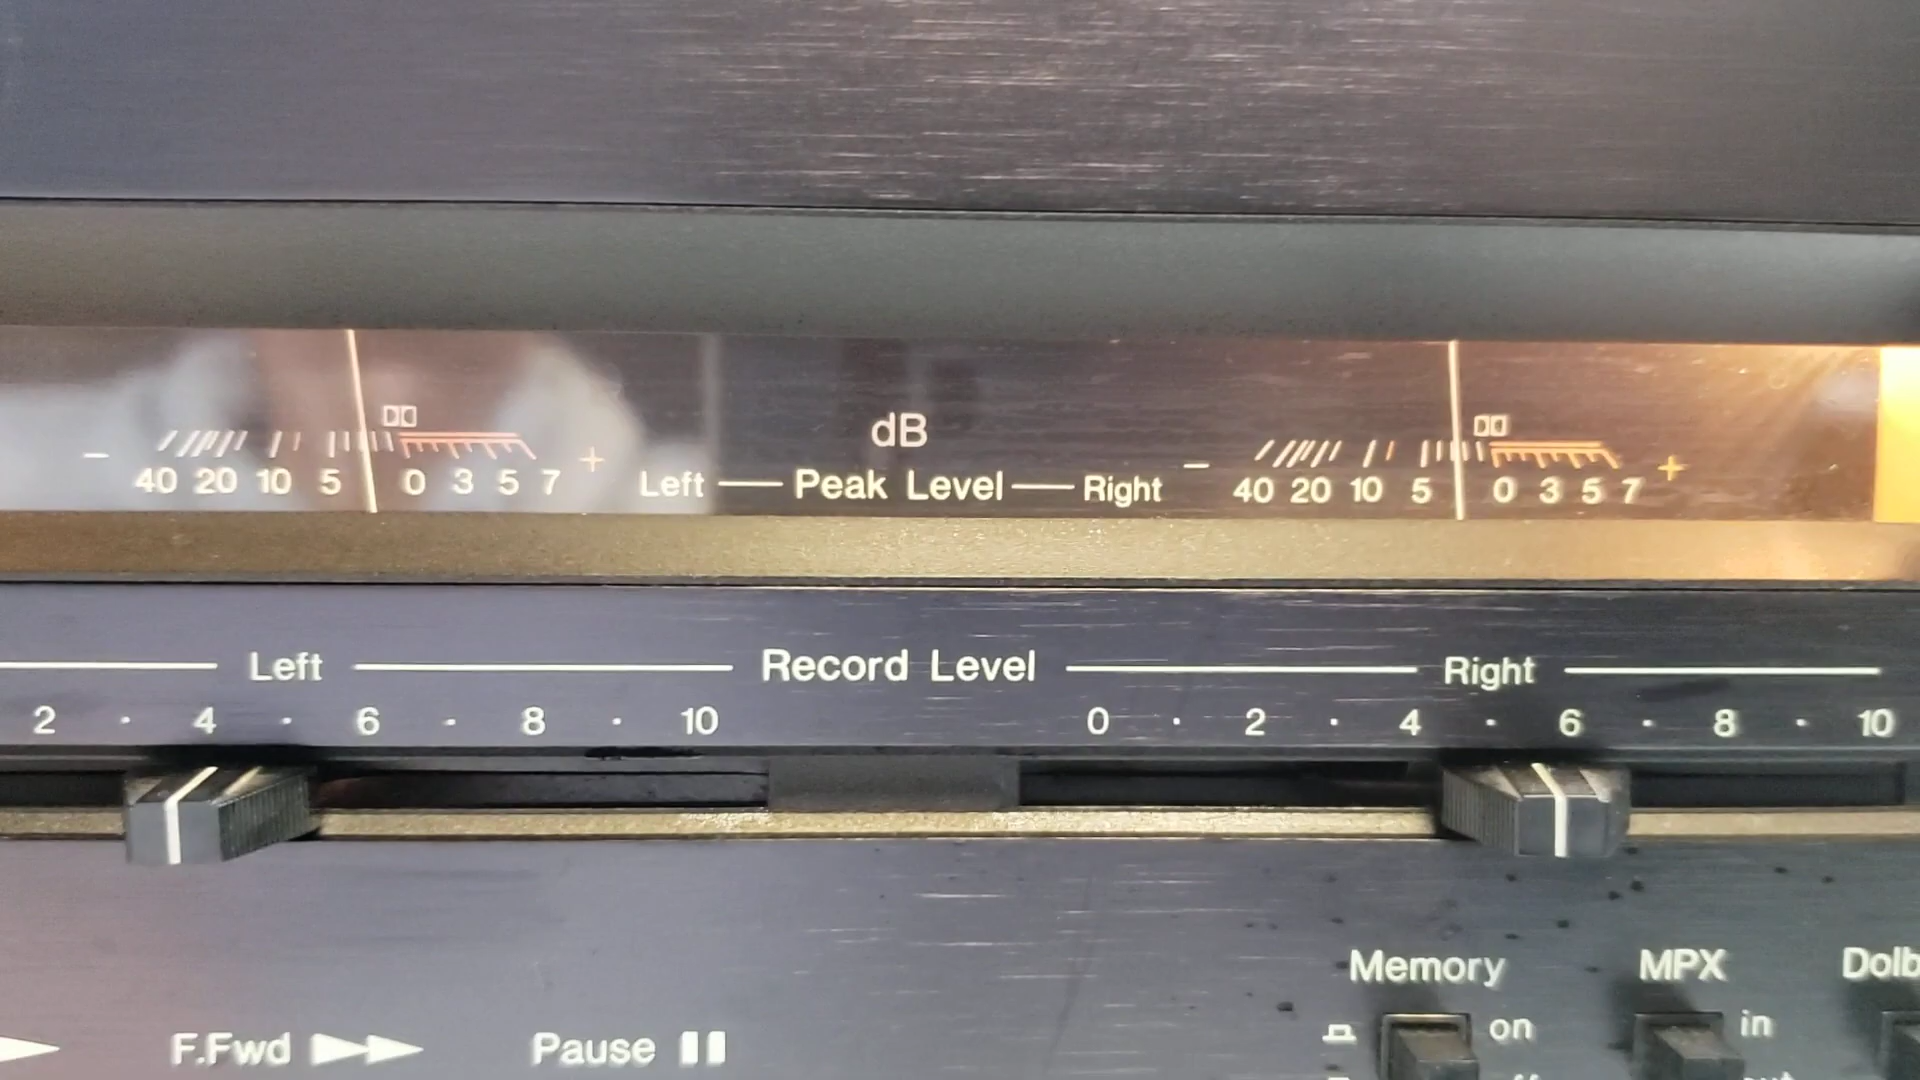 dB
− 40 20 10 5 0 3 5 7 + Left — Peak Level — Right − 40 20 10 5 0 3 5 7 +
Left Record Level Right
2 · 4 · 6 · 8 · 10 0 · 2 · 4 · 6 · 8 · 10
Memory MPX Dolb
on in
F.Fwd Pause